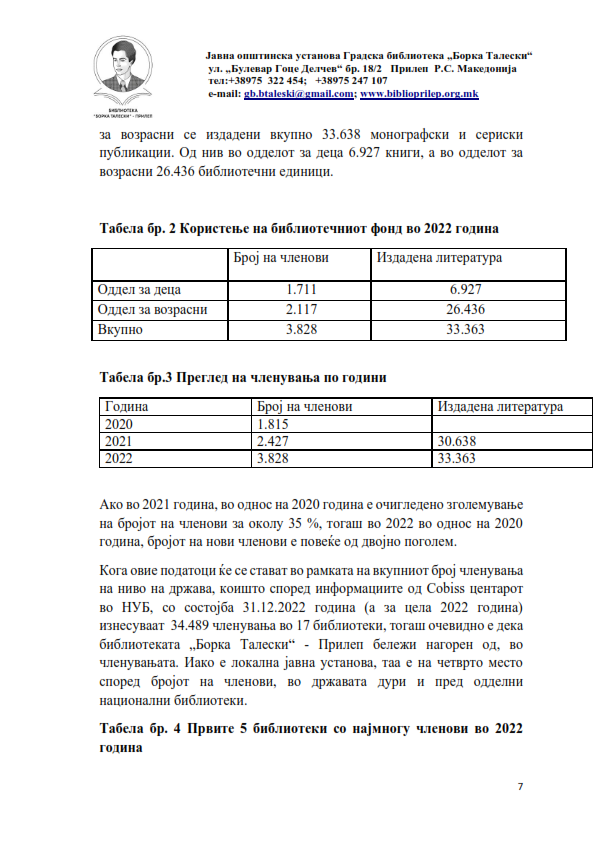 Јавна општинска установа Градска библиотека „Борка Талески“
ул. „Булевар Гоце Делчев“ бр. 18/2 Прилеп Р.С. Македонија
тел:+38975 322 454; +38975 247 107
e-mail: gb.btaleski@gmail.com; www.biblioprilep.org.mk
БИБЛИОТЕКА
"БОРКА ТАЛЕСКИ" - ПРИЛЕП
за возрасни се издадени вкупно 33.638 монографски и сериски
публикации. Од нив во одделот за деца 6.927 книги, а во одделот за
возрасни 26.436 библиотечни единици.
Табела бр. 2 Користење на библиотечниот фонд во 2022 година
Број на членови Издадена литература
Оддел за деца 1.711 6.927
Оддел за возрасни 2.117 26.436
Вкупно 3.828 33.363
Табела бр.3 Преглед на членувања по години
Година Број на членови Издадена литература
2020 1.815
2021 2.427 30.638
2022 3.828 33.363
Ако во 2021 година, во однос на 2020 година е очигледено зголемување
на бројот на членови за околу 35 %, тогаш во 2022 во однос на 2020
година, бројот на нови членови е повеќе од двојно поголем.
Кога овие податоци ќе се стават во рамката на вкупниот број членувања
на ниво на држава, коишто според информациите од Cobiss центарот
во НУБ, со состојба 31.12.2022 година (а за цела 2022 година)
изнесуваат 34.489 членувања во 17 библиотеки, тогаш очевидно е дека
библиотеката „Борка Талески“ - Прилеп бележи нагорен од, во
членувањата. Иако е локална јавна установа, таа е на четврто место
според бројот на членови, во државата дури и пред одделни
национални библиотеки.
Табела бр. 4 Првите 5 библиотеки со најмногу членови во 2022
година
7